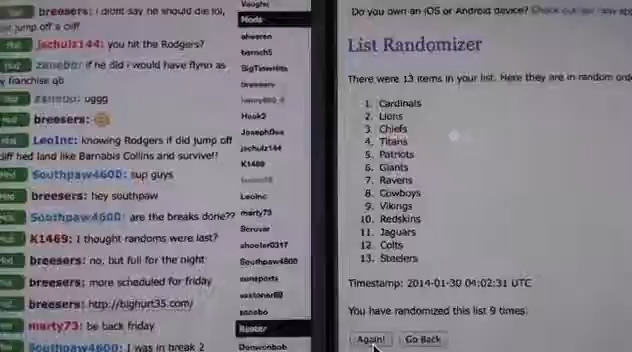 breesers: i didnt say he should die lol,
jump off a cliff
jschulz144: you hit the Rodgers?
zanebo: if he did i would have flynn as
my franchise qb
zanebo: uggg
breesers:
LeoInc: knowing Rodgers if did jump off
cliff hed land like Barnabis Collins and survive!!
Southpaw4600: sup guys
breesers: hey southpaw
Southpaw4600: are the breaks done??
K1469: I thought randoms were last?
breesers: no, but full for the night
breesers: more scheduled for friday
breesers: http://bighurt35.com/
marty73: be back friday
Southpaw4600: I was in break 2
Vaughn
Mods
BigTimeHits
breesers
Hook2
jschulz144
K1469
LeoInc
marty73
shooter0317
Southpaw4600
zanebo
Roster
Do you own an iOS or Android device? Check out our new app
List Randomizer
There were 13 items in your list. Here they are in random order:
1. Cardinals
2. Lions
3. Chiefs
4. Titans
5. Patriots
6. Giants
7. Ravens
8. Cowboys
9. Vikings
10. Redskins
11. Jaguars
12. Colts
13. Steelers
Timestamp: 2014-01-30 04:02:31 UTC
You have randomized this list 9 times.
Again!
Go Back